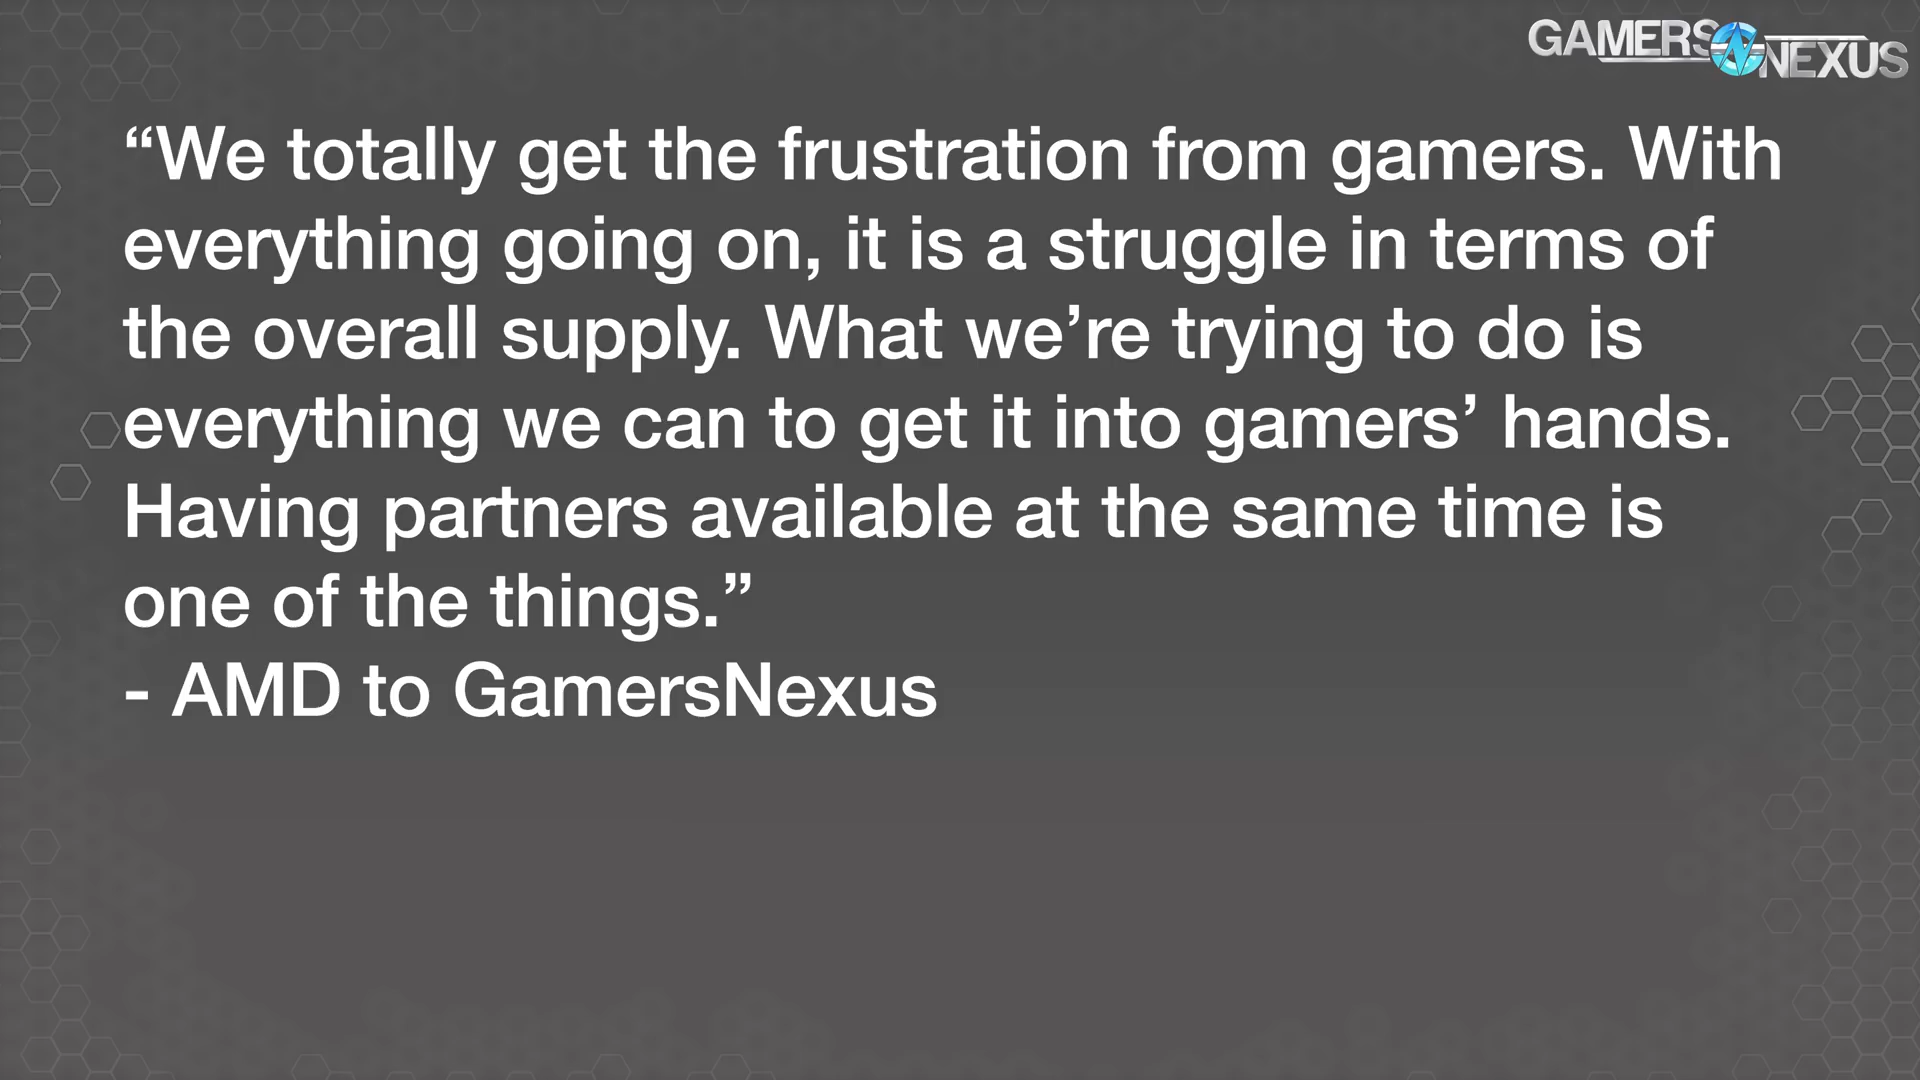 GAMERS NEXUS
“We totally get the frustration from gamers. With
everything going on, it is a struggle in terms of
the overall supply. What we’re trying to do is
everything we can to get it into gamers’ hands.
Having partners available at the same time is
one of the things.”
- AMD to GamersNexus